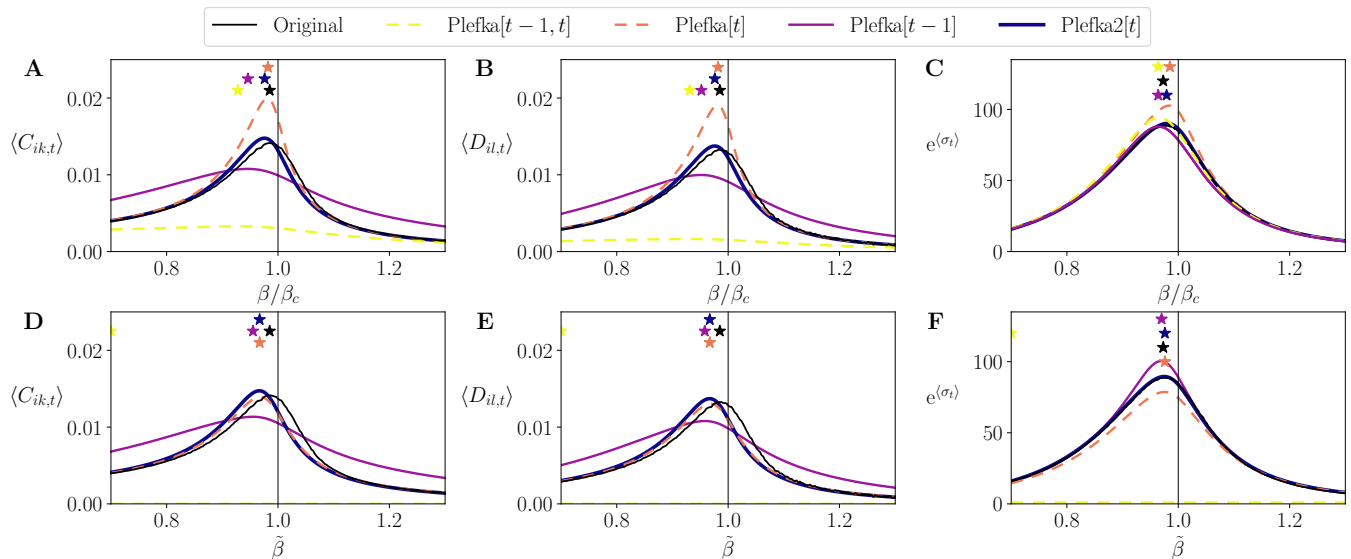 Original Plefka[t − 1, t] Plefka[t] Plefka[t − 1] Plefka2[t]
A B C
0.02 0.02 100
⟨C_{ik,t}⟩ ⟨D_{il,t}⟩ e^{⟨σ_t⟩}
0.01 0.01 50
0.00 0.00 0
0.8 1.0 1.2 0.8 1.0 1.2 0.8 1.0 1.2
β/β_c β/β_c β/β_c
D E F
0.02 0.02 100
⟨C_{ik,t}⟩ ⟨D_{il,t}⟩ e^{⟨σ_t⟩}
0.01 0.01 50
0.00 0.00 0
0.8 1.0 1.2 0.8 1.0 1.2 0.8 1.0 1.2
β̃ β̃ β̃